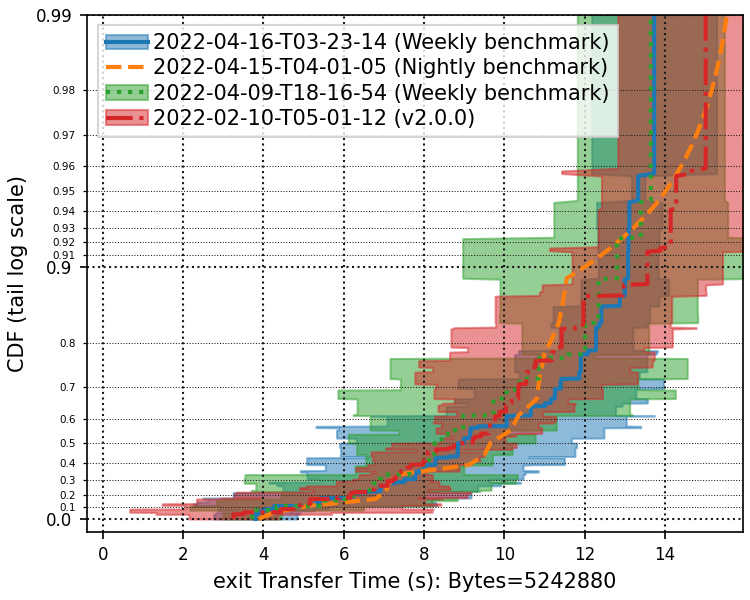 0.99
2022-04-16-T03-23-14 (Weekly benchmark)
2022-04-15-T04-01-05 (Nightly benchmark)
2022-04-09-T18-16-54 (Weekly benchmark)
2022-02-10-T05-01-12 (v2.0.0)
0.98
0.97
0.96
0.95
0.94
0.93
0.92
0.91
0.9
0.8
0.7
0.6
0.5
0.4
0.3
0.2
0.1
0.0
CDF (tail log scale)
0 2 4 6 8 10 12 14
exit Transfer Time (s): Bytes=5242880